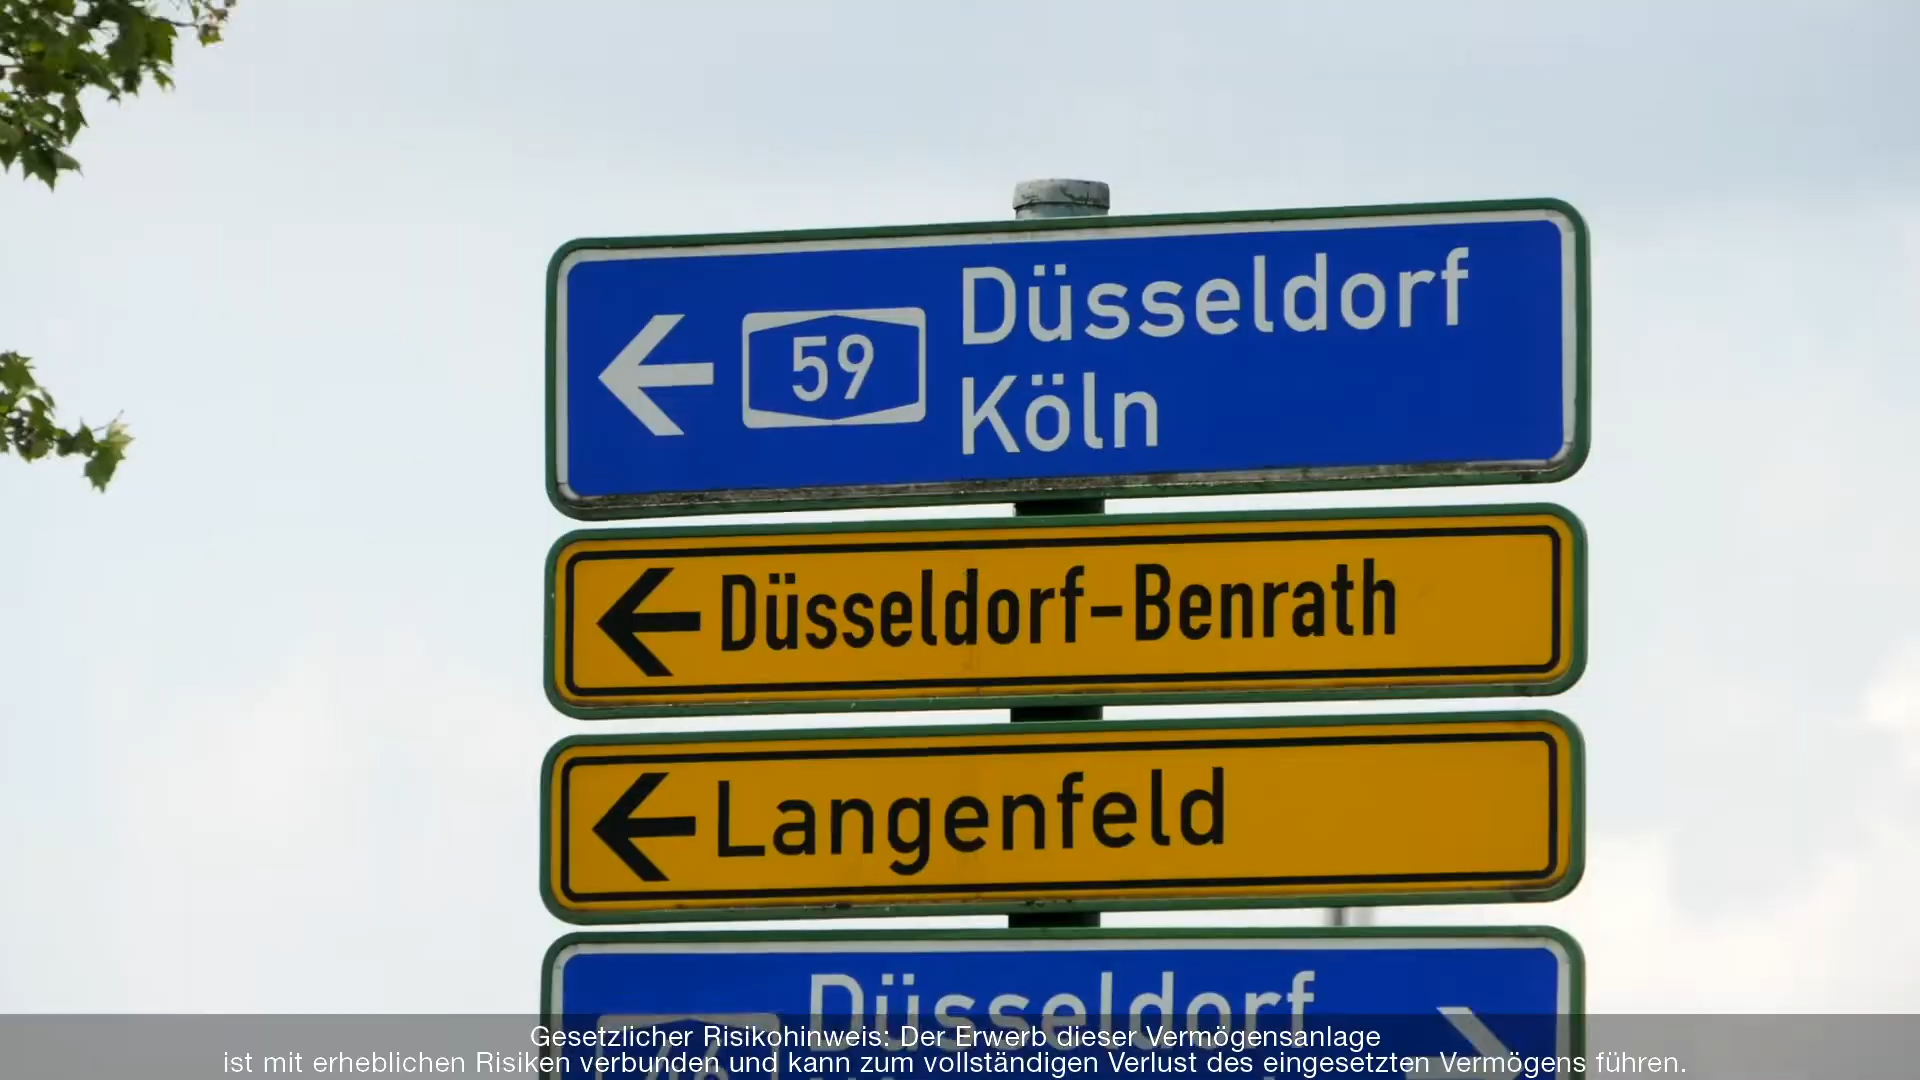 59
Düsseldorf
Köln
Düsseldorf-Benrath
Langenfeld
Düsseldorf
46
Gesetzlicher Risikohinweis: Der Erwerb dieser Vermögensanlage
ist mit erheblichen Risiken verbunden und kann zum vollständigen Verlust des eingesetzten Vermögens führen.